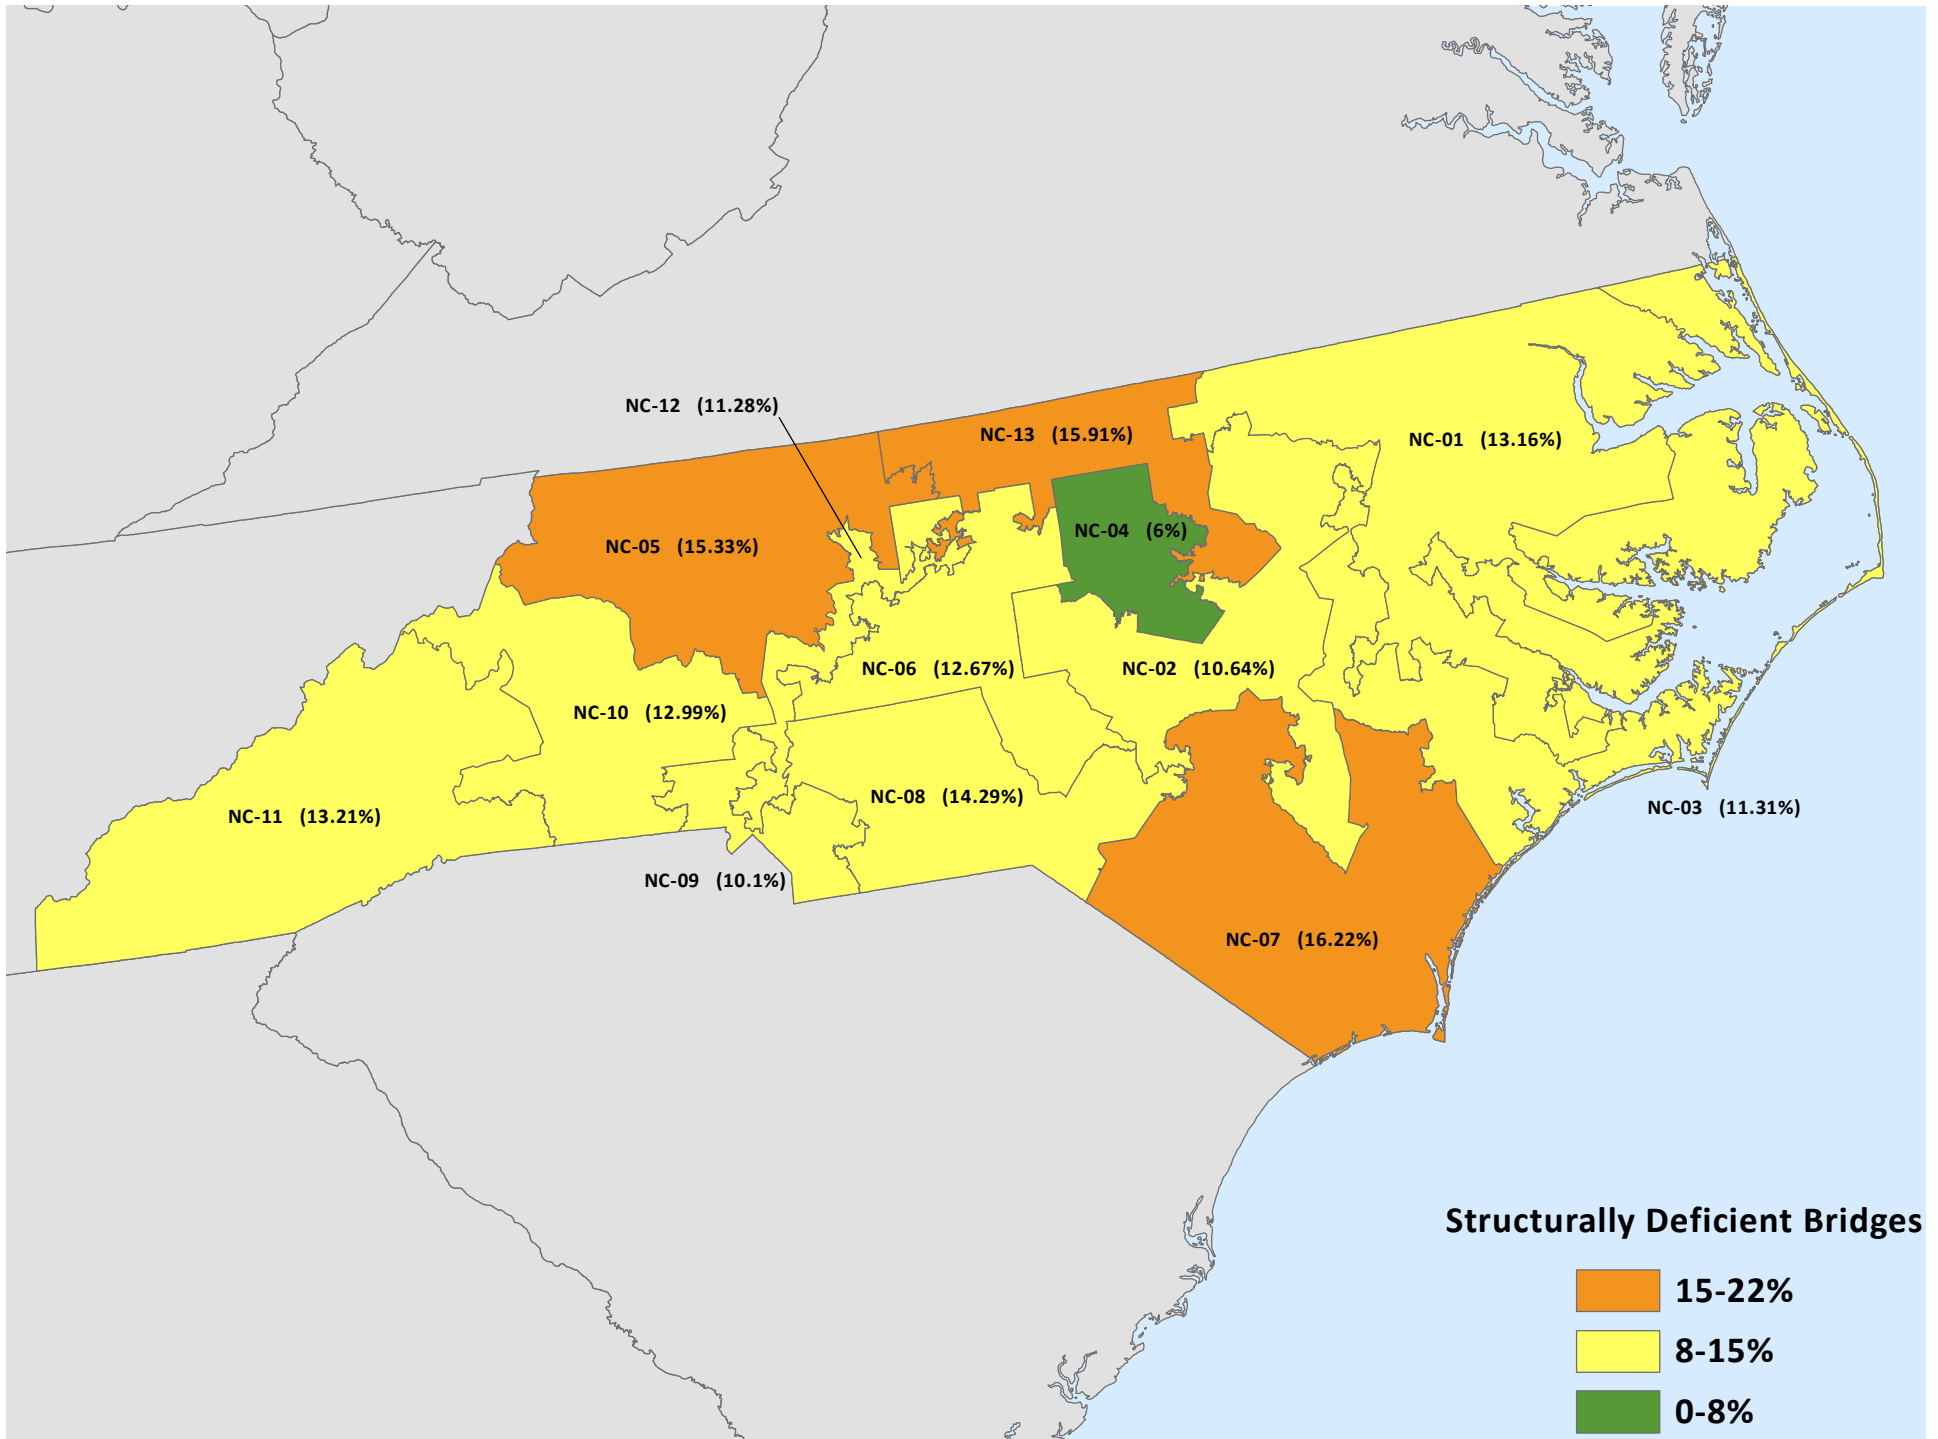 NC-12 (11.28%)
NC-13 (15.91%)
NC-01 (13.16%)
NC-04 (6%)
NC-05 (15.33%)
NC-06 (12.67%)
NC-02 (10.64%)
NC-10 (12.99%)
NC-08 (14.29%)
NC-03 (11.31%)
NC-11 (13.21%)
NC-09 (10.1%)
NC-07 (16.22%)
Structurally Deficient Bridges
15-22%
8-15%
0-8%